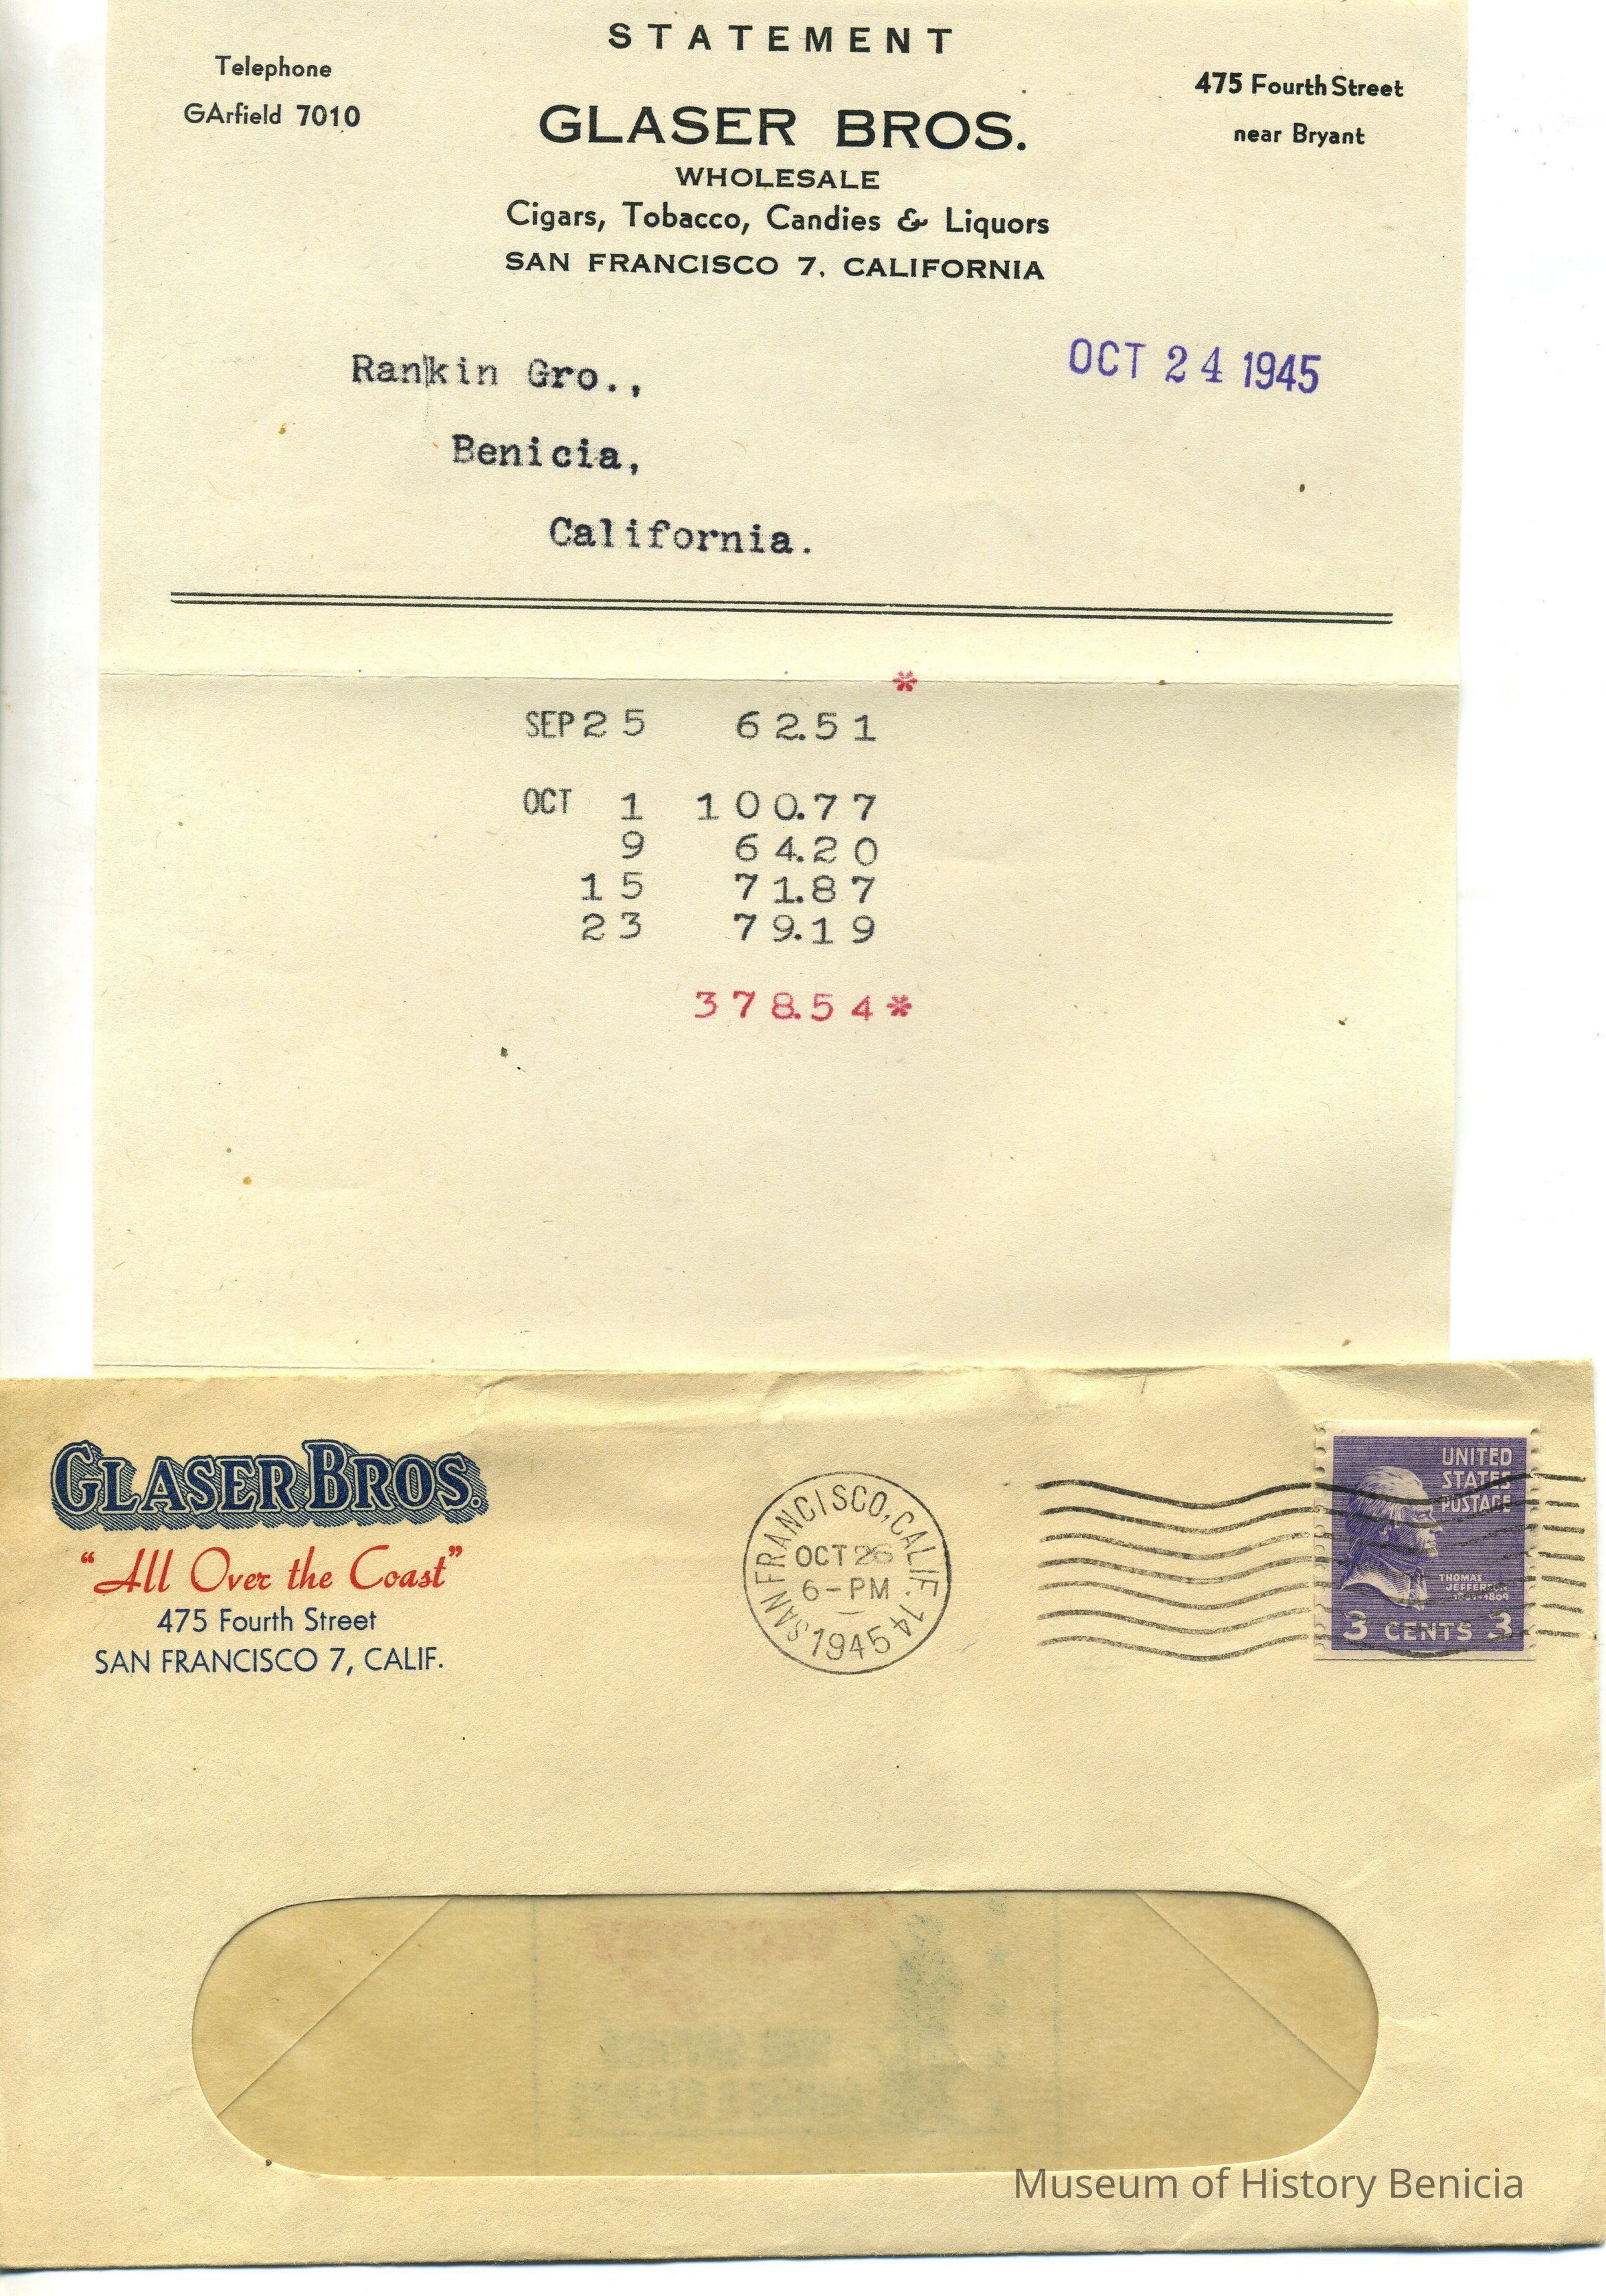 STATEMENT
Telephone
GArfield 7010
475 Fourth Street
near Bryant
GLASER BROS.
WHOLESALE
Cigars, Tobacco, Candies & Liquors
SAN FRANCISCO 7, CALIFORNIA
Rankin Gro.,
OCT 24 1945
Benicia,
California.
*
SEP 25 62.51
OCT 1 100.77
9 64.20
15 71.87
23 79.19
378.54*
GLASER BROS.
"All Over the Coast"
475 Fourth Street
SAN FRANCISCO 7, CALIF.
SAN FRANCISCO, CALIF. 14
OCT 26
6-PM
1945
UNITED
STATES
POSTAGE
THOMAS
JEFFERSON
3 CENTS 3
Museum of History Benicia